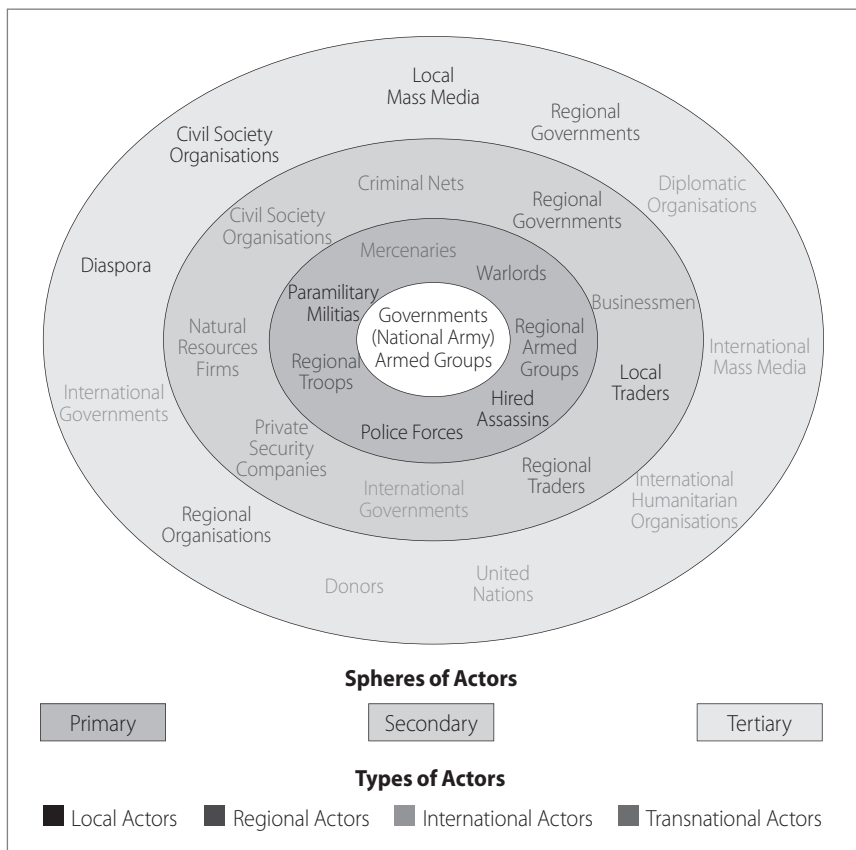 Local
Mass Media
Regional
Governments
Civil Society
Organisations
Diplomatic
Organisations
Criminal Nets
Regional
Governments
Civil Society
Organisations
Mercenaries
Diaspora
Warlords
Paramilitary
Militias
Businessmen
Governments
(National Army)
Armed Groups
Natural
Resources
Firms
Regional
Armed
Groups
International
Mass Media
Regional
Troops
Local
Traders
International
Governments
Hired
Assassins
Police Forces
Private
Security
Companies
Regional
Traders
International
Governments
International
Humanitarian
Organisations
Regional
Organisations
Donors
United
Nations
Spheres of Actors
Primary
Secondary
Tertiary
Types of Actors
Local Actors
Regional Actors
International Actors
Transnational Actors